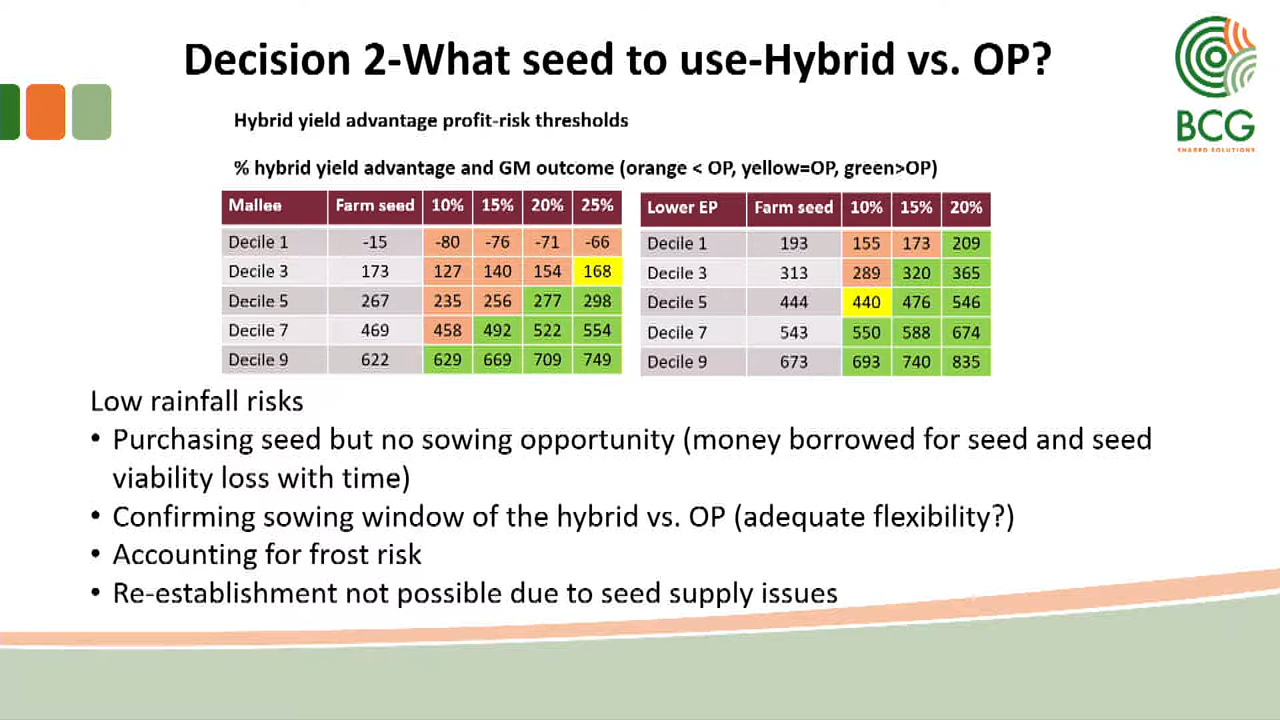 Decision 2-What seed to use-Hybrid vs. OP?
BCG
SHARED SOLUTIONS
Hybrid yield advantage profit-risk thresholds
% hybrid yield advantage and GM outcome (orange < OP, yellow=OP, green>OP)
Mallee Farm seed 10% 15% 20% 25%
Decile 1 -15 -80 -76 -71 -66
Decile 3 173 127 140 154 168
Decile 5 267 235 256 277 298
Decile 7 469 458 492 522 554
Decile 9 622 629 669 709 749
Lower EP Farm seed 10% 15% 20%
Decile 1 193 155 173 209
Decile 3 313 289 320 365
Decile 5 444 440 476 546
Decile 7 543 550 588 674
Decile 9 673 693 740 835
Low rainfall risks
• Purchasing seed but no sowing opportunity (money borrowed for seed and seed
viability loss with time)
• Confirming sowing window of the hybrid vs. OP (adequate flexibility?)
• Accounting for frost risk
• Re-establishment not possible due to seed supply issues